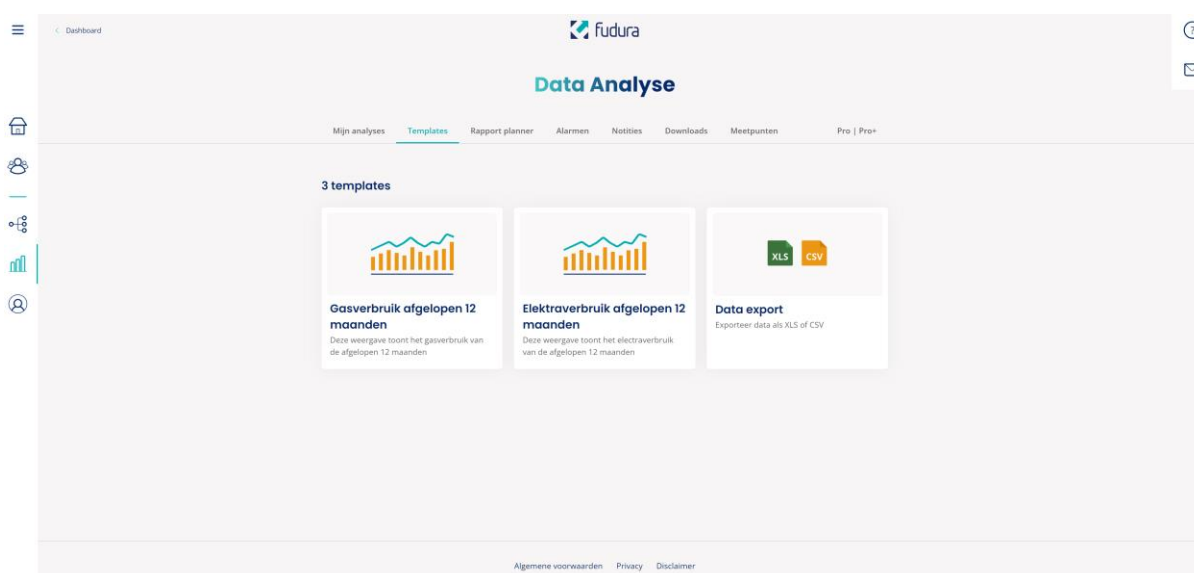 Dashboard
fudura
?
Data Analyse
Mijn analyses Templates Rapport planner Alarmen Notities Downloads Meetpunten Pro | Pro+
3 templates
XLS CSV
Gasverbruik afgelopen 12
maanden
Deze weergave toont het gasverbruik van
de afgelopen 12 maanden
Elektraverbruik afgelopen 12
maanden
Deze weergave toont het electraverbruik
van de afgelopen 12 maanden
Data export
Exporteer data als XLS of CSV
Algemene voorwaarden Privacy Disclaimer